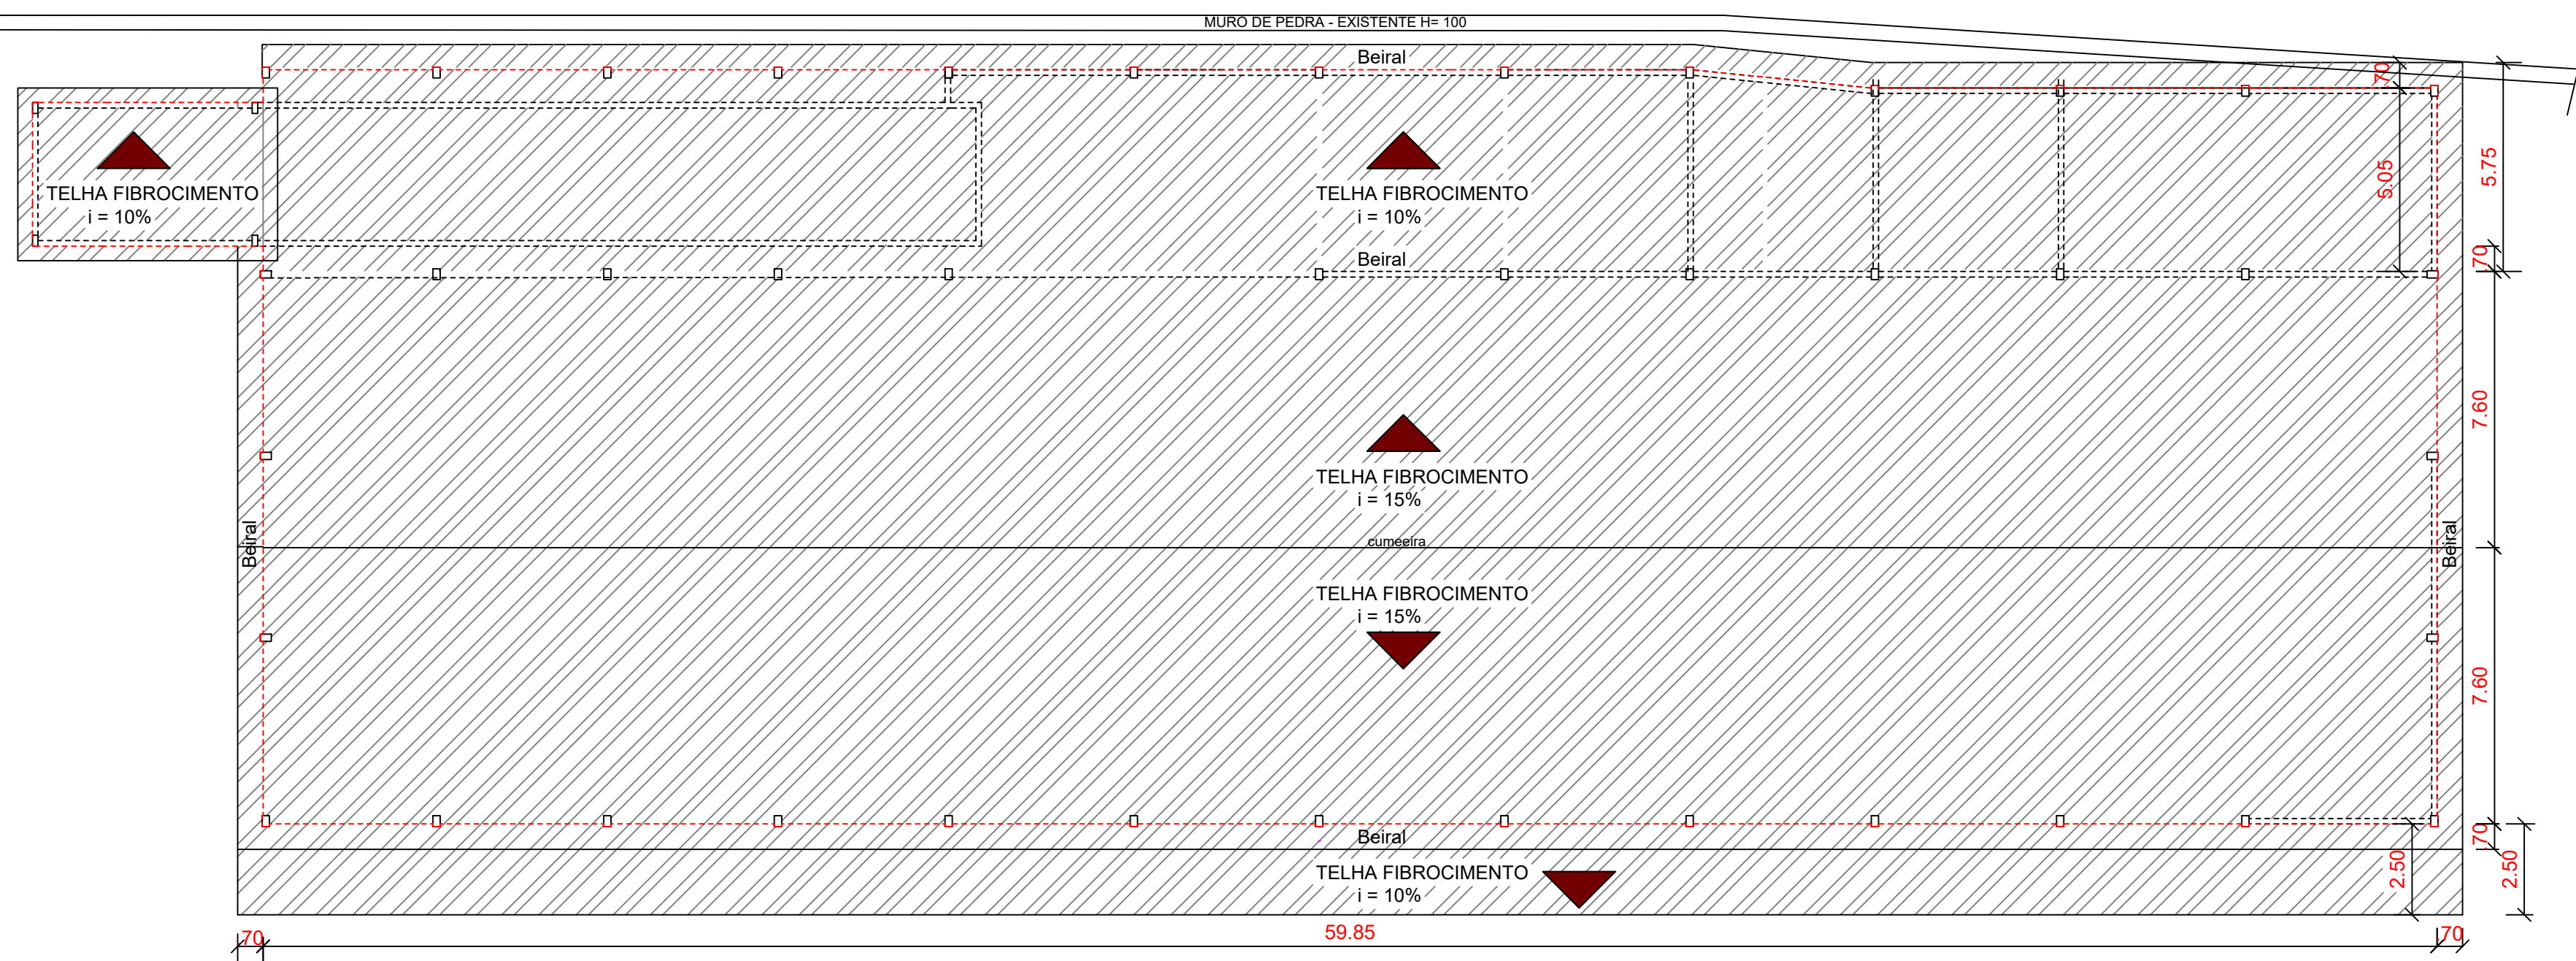 MURO DE PEDRA - EXISTENTE H= 100
Beiral
.70
TELHA FIBROCIMENTO
i = 10%
TELHA FIBROCIMENTO
i = 10%
5.05
5.75
Beiral
.70
7.60
TELHA FIBROCIMENTO
i = 15%
Beiral
cumeeira
Beiral
TELHA FIBROCIMENTO
i = 15%
7.60
Beiral
.70
TELHA FIBROCIMENTO
i = 10%
2.50
2.50
.70
59.85
.70